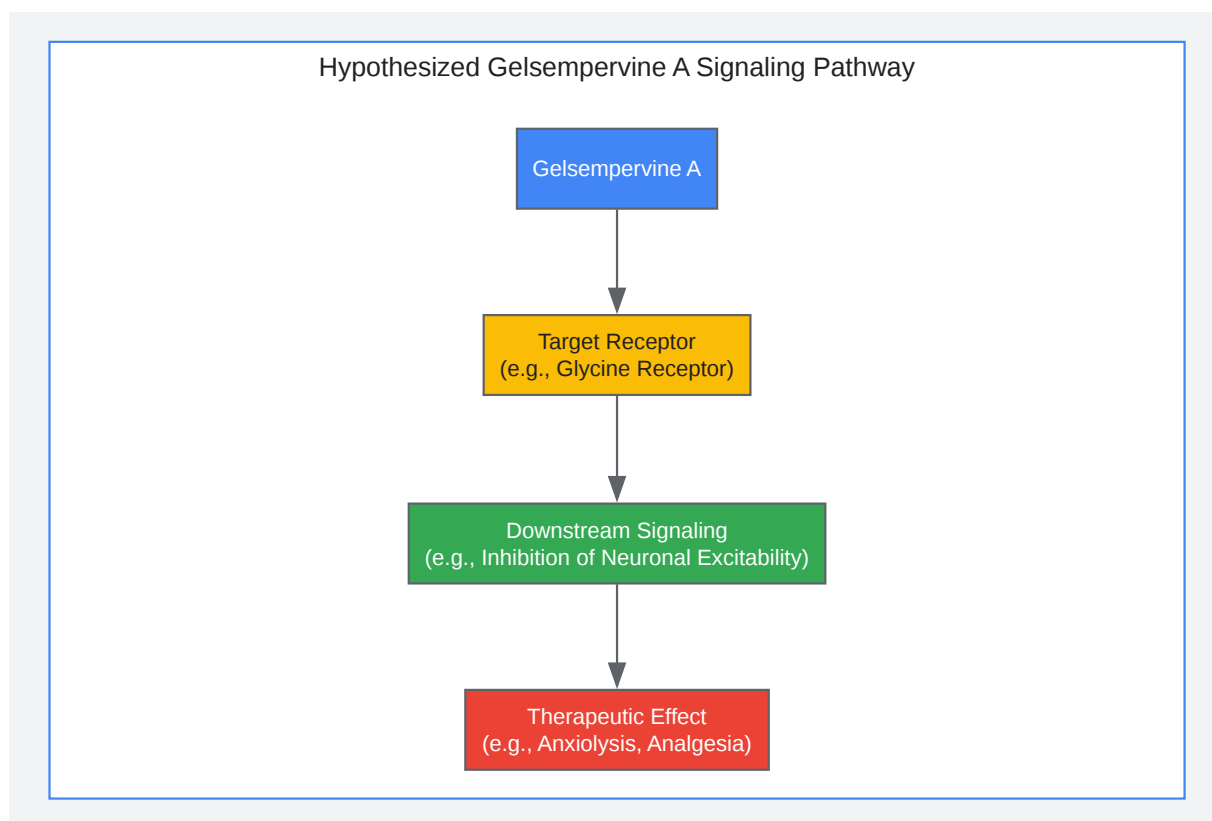 Hypothesized Gelsempervine A Signaling Pathway
Gelsempervine A
Target Receptor
(e.g., Glycine Receptor)
Downstream Signaling
(e.g., Inhibition of Neuronal Excitability)
Therapeutic Effect
(e.g., Anxiolysis, Analgesia)